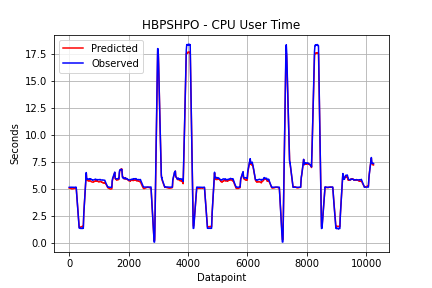 HBPSHPO - CPU User Time
Predicted
Observed
17.5
15.0
12.5
10.0
7.5
5.0
2.5
0.0
Seconds
0 2000 4000 6000 8000 10000
Datapoint